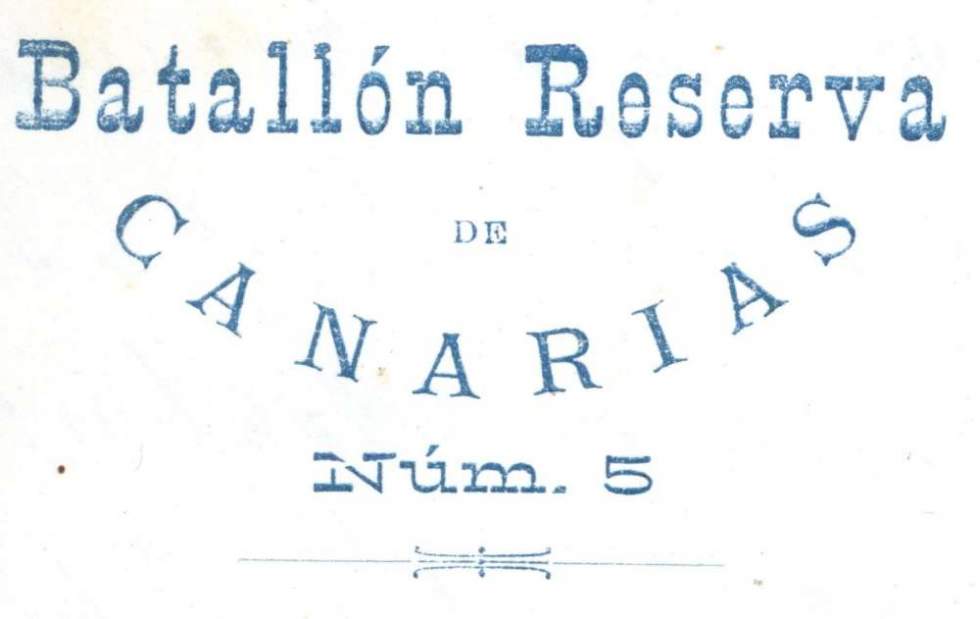 Batallón Reserva
DE
CANARIAS
Núm. 5